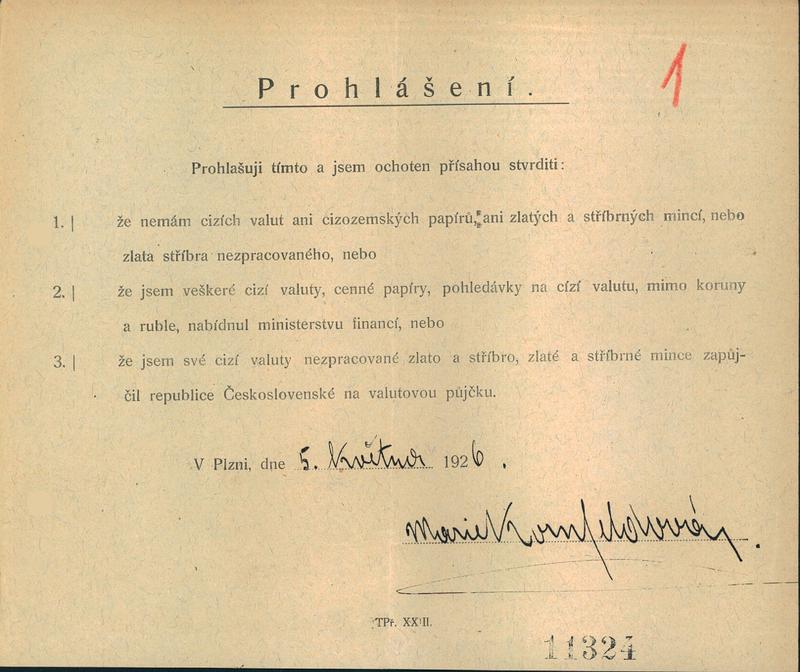 Prohlášení.
1
Prohlašuji tímto a jsem ochoten přísahou stvrditi:
1. | že nemám cizích valut ani cizozemských papírů, ani zlatých a stříbrných mincí, nebo
zlata stříbra nezpracovaného, nebo
2. | že jsem veškeré cizí valuty, cenné papíry, pohledávky na cízí valutu, mimo koruny
a ruble, nabídnul ministerstvu financí, nebo
3. | že jsem své cizí valuty nezpracované zlato a stříbro, zlaté a stříbrné mince zapůj-
čil republice Československé na valutovou půjčku.
V Plzni, dne 5. května 1926.
Marie Kornfeldová.
TPř. XXII.
11324